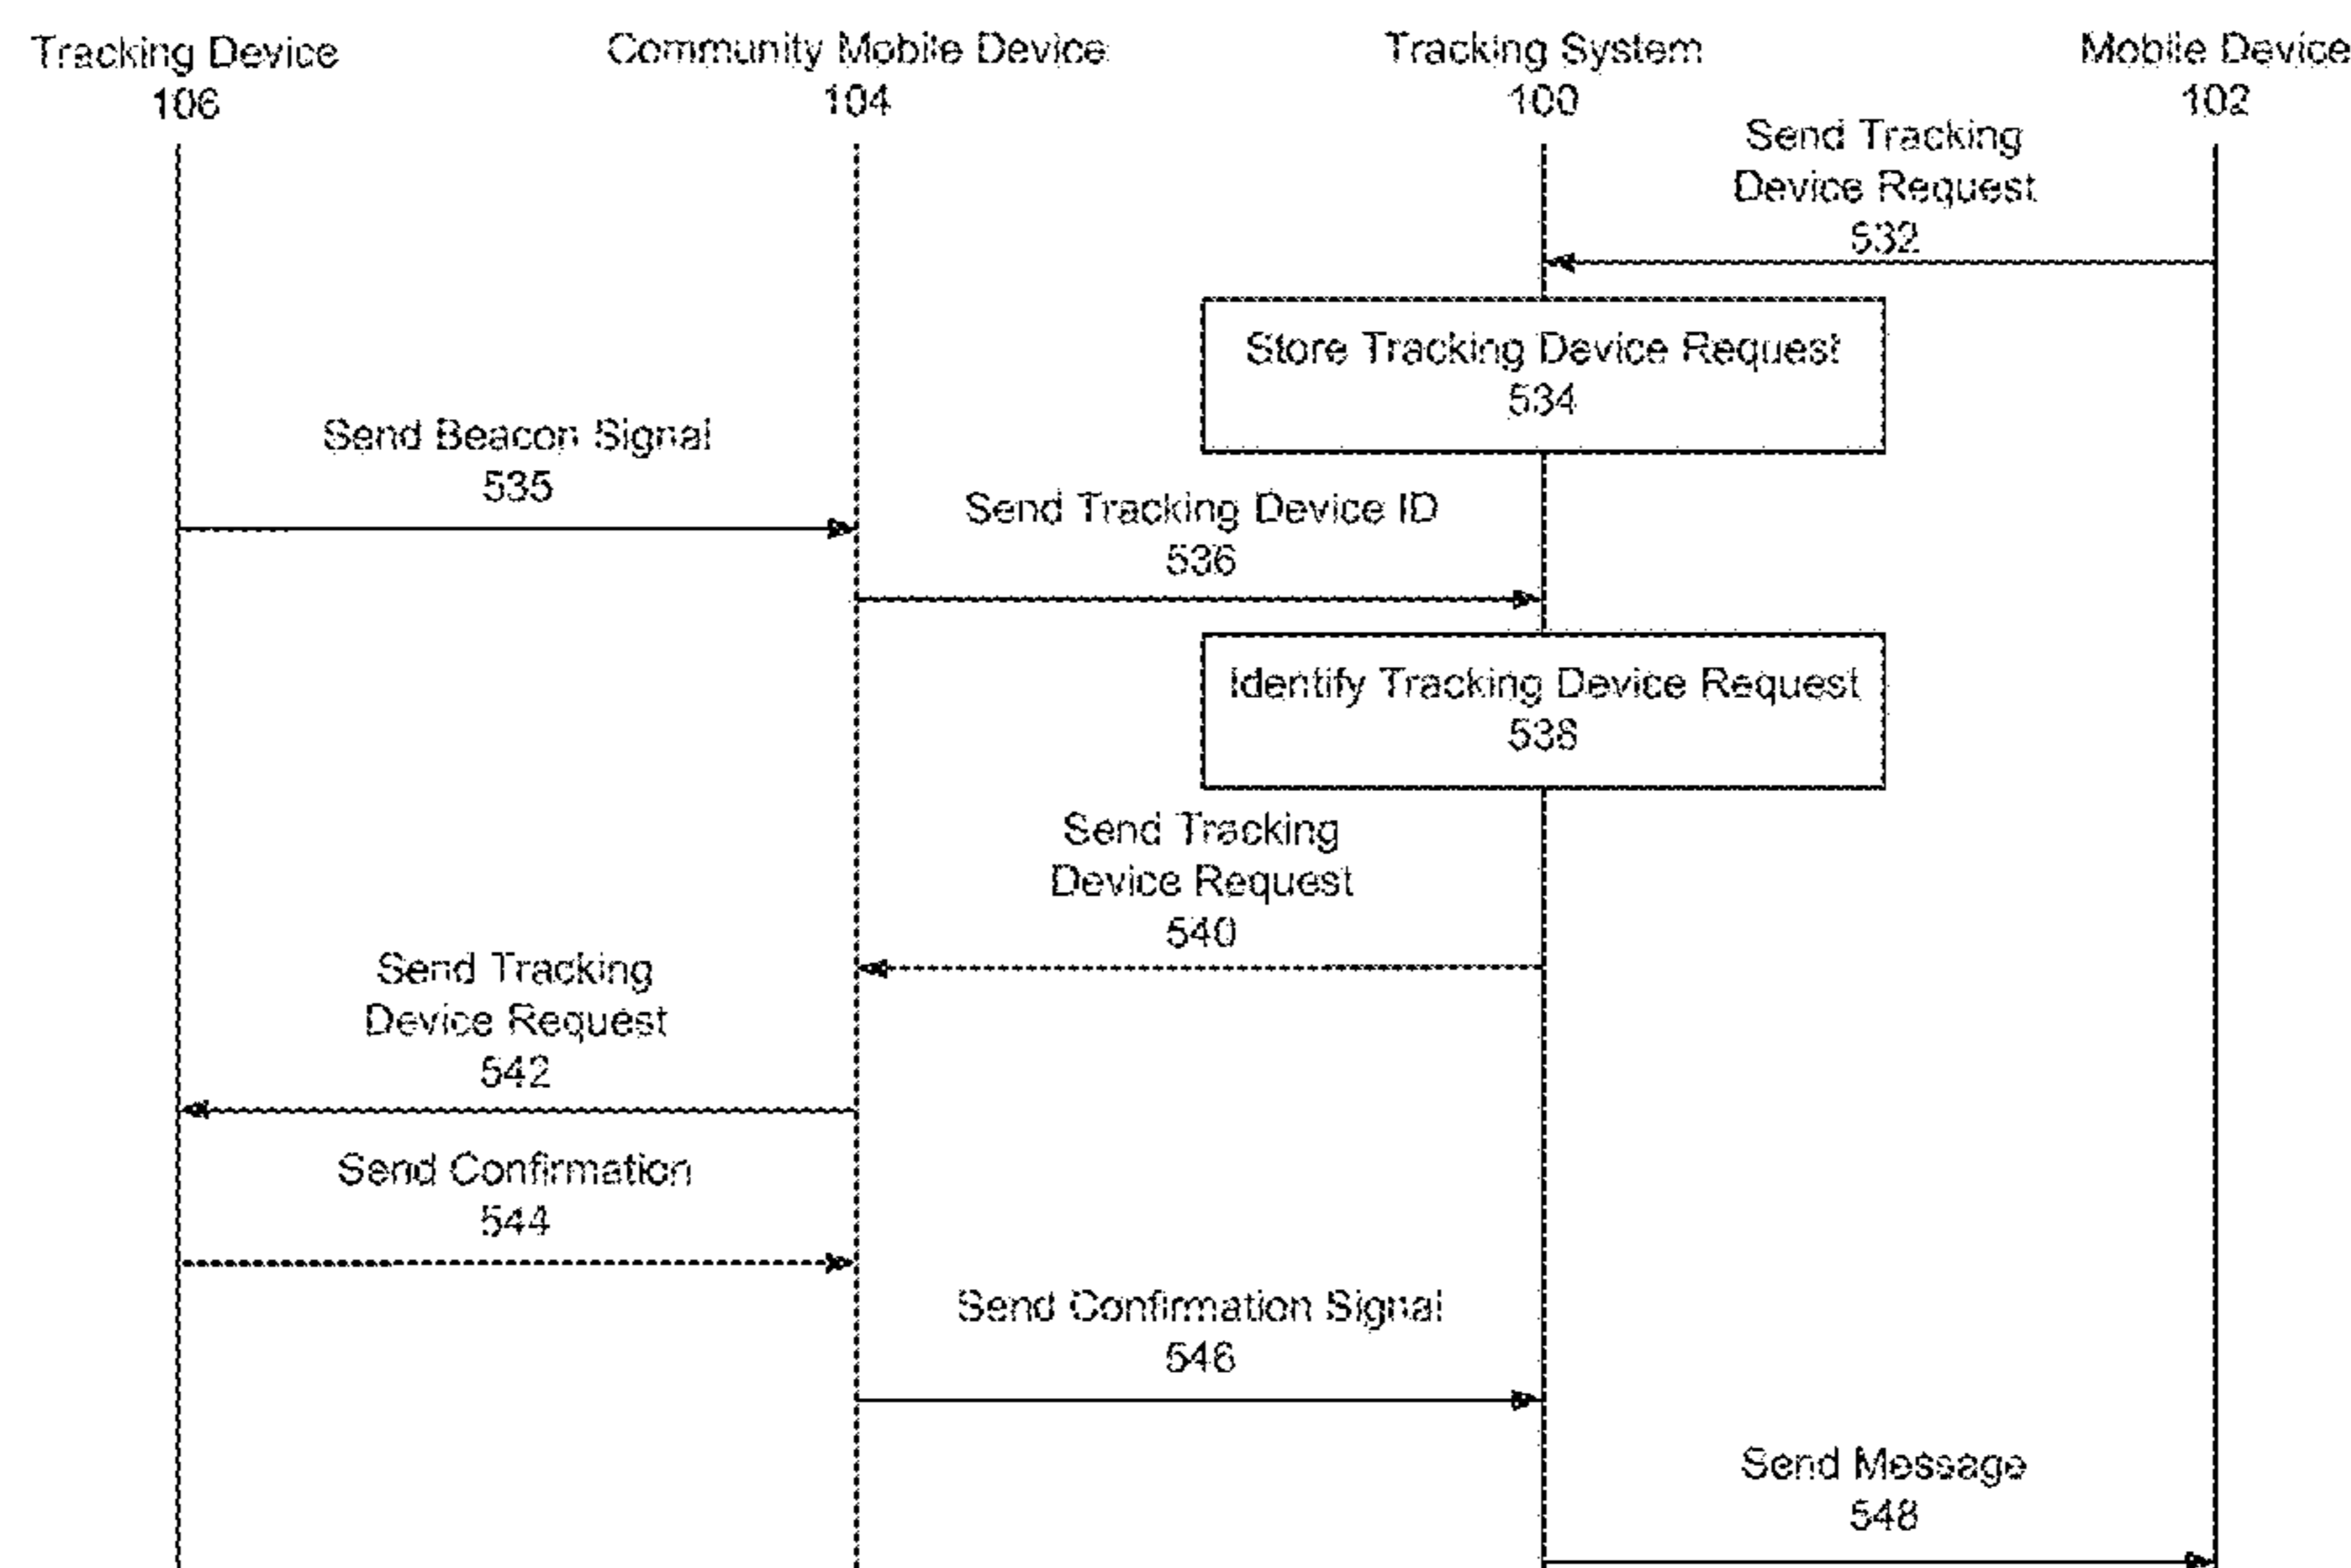 Tracking Device
106
Community Mobile Device
104
Tracking System
100
Mobile Device
102
Send Tracking
Device Request
532
Store Tracking Device Request
534
Send Beacon Signal
535
Send Tracking Device ID
536
Identify Tracking Device Request
538
Send Tracking
Device Request
540
Send Tracking
Device Request
542
Send Confirmation
544
Send Confirmation Signal
546
Send Message
548